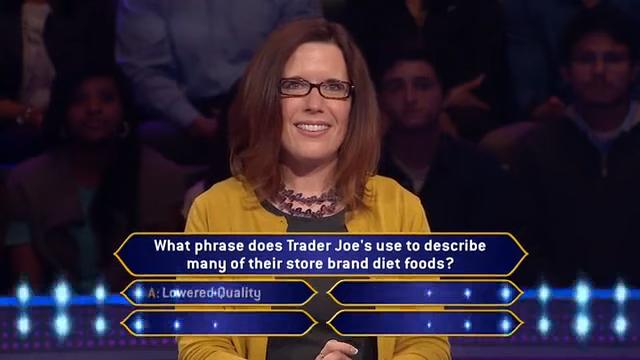 What phrase does Trader Joe's use to describe
many of their store brand diet foods?
A: Lowered Quality